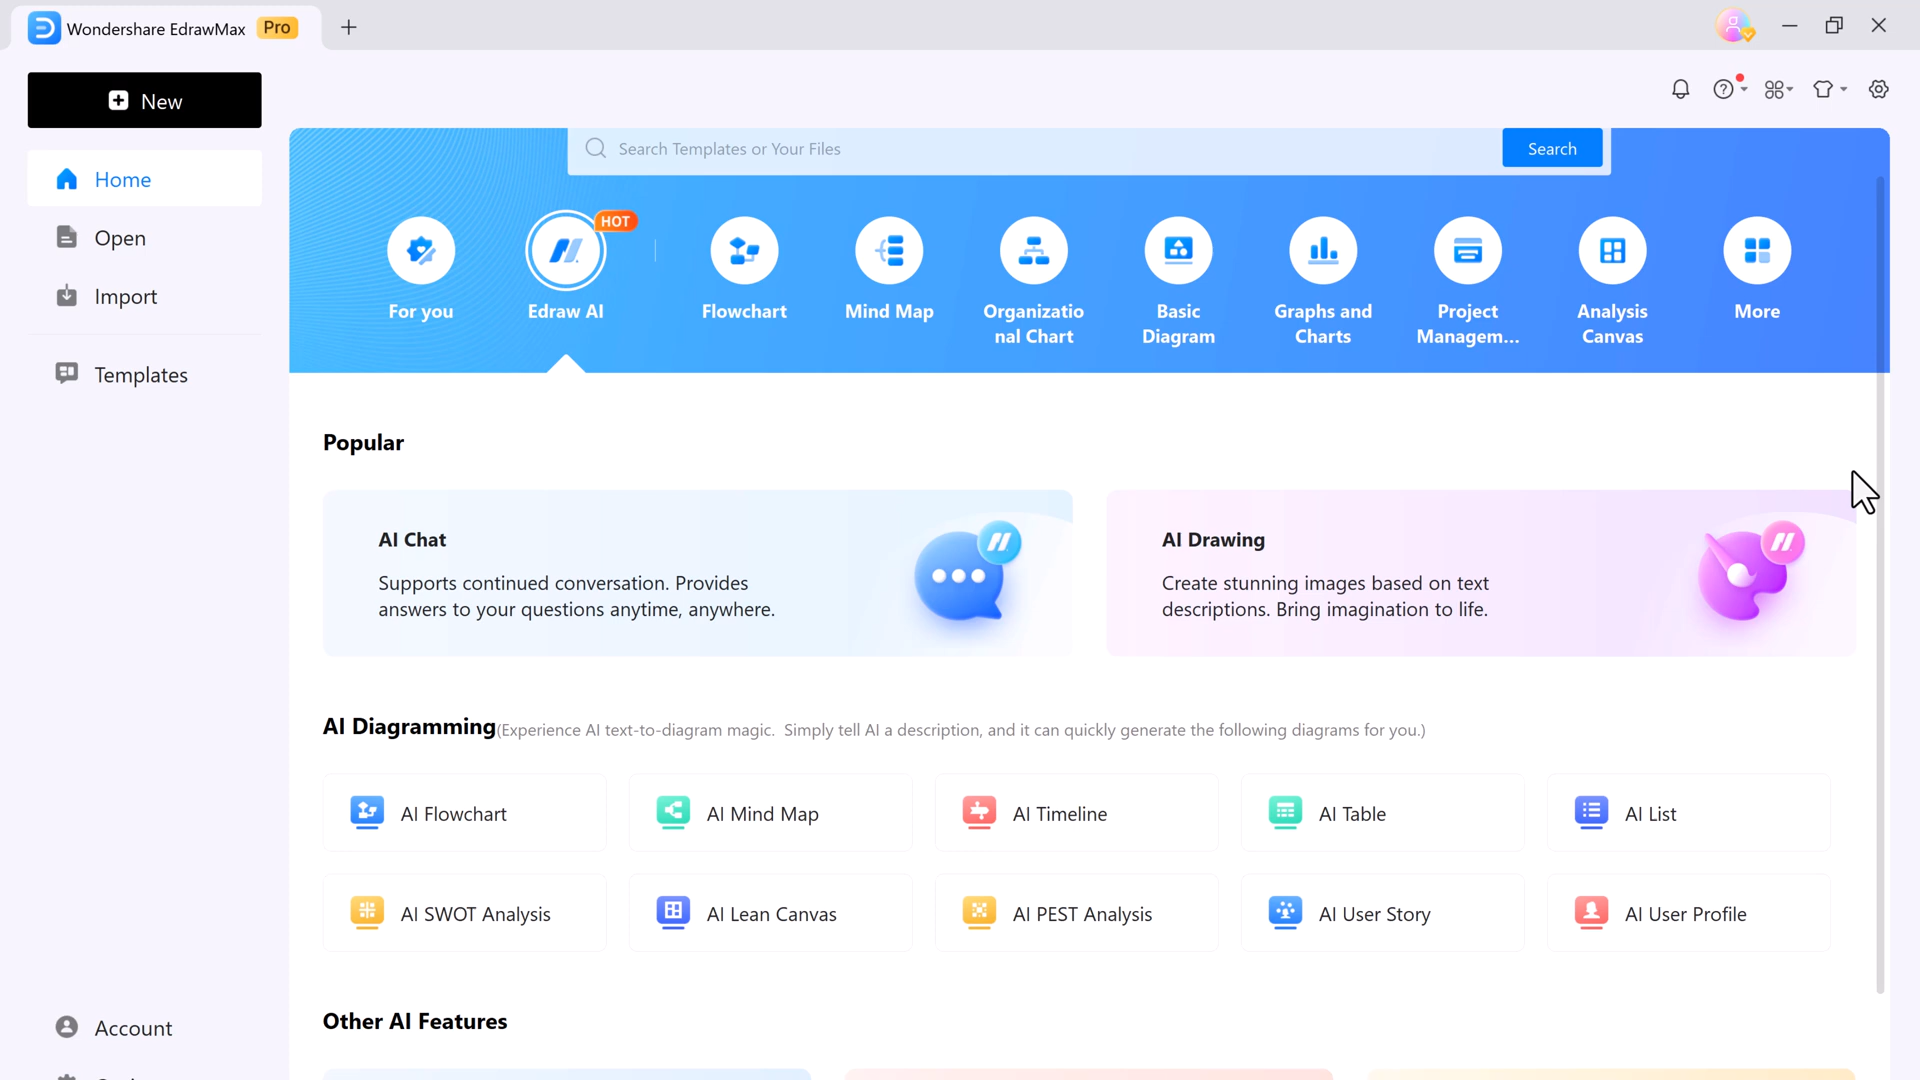 Wondershare EdrawMax Pro
New
Home
Open
Import
Templates
Account
Search Templates or Your Files
Search
HOT
For you
Edraw AI
Flowchart
Mind Map
Organizatio
nal Chart
Basic
Diagram
Graphs and
Charts
Project
Managem...
Analysis
Canvas
More
Popular
AI Chat
Supports continued conversation. Provides
answers to your questions anytime, anywhere.
AI Drawing
Create stunning images based on text
descriptions. Bring imagination to life.
AI Diagramming(Experience AI text-to-diagram magic. Simply tell AI a description, and it can quickly generate the following diagrams for you.)
AI Flowchart
AI Mind Map
AI Timeline
AI Table
AI List
AI SWOT Analysis
AI Lean Canvas
AI PEST Analysis
AI User Story
AI User Profile
Other AI Features